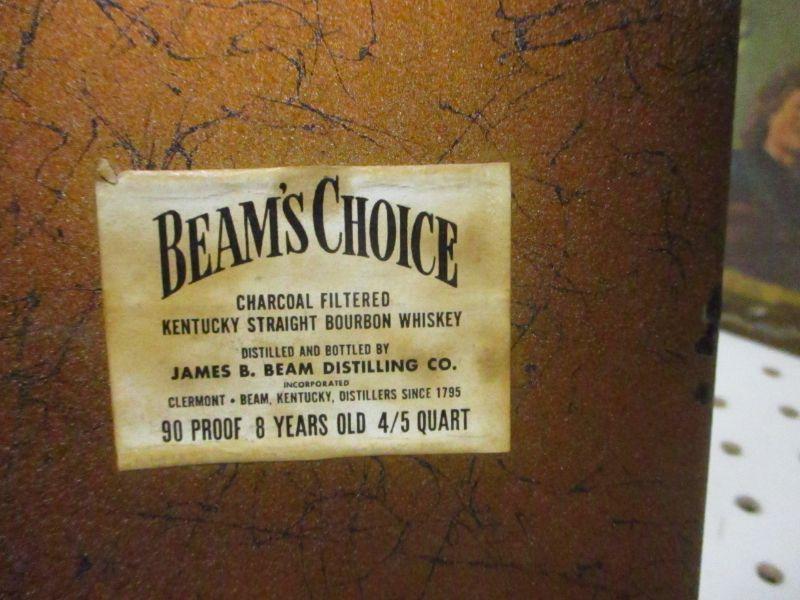 BEAM'S CHOICE
CHARCOAL FILTERED
KENTUCKY STRAIGHT BOURBON WHISKEY
DISTILLED AND BOTTLED BY
JAMES B. BEAM DISTILLING CO.
INCORPORATED
CLERMONT • BEAM, KENTUCKY, DISTILLERS SINCE 1795
90 PROOF 8 YEARS OLD 4/5 QUART